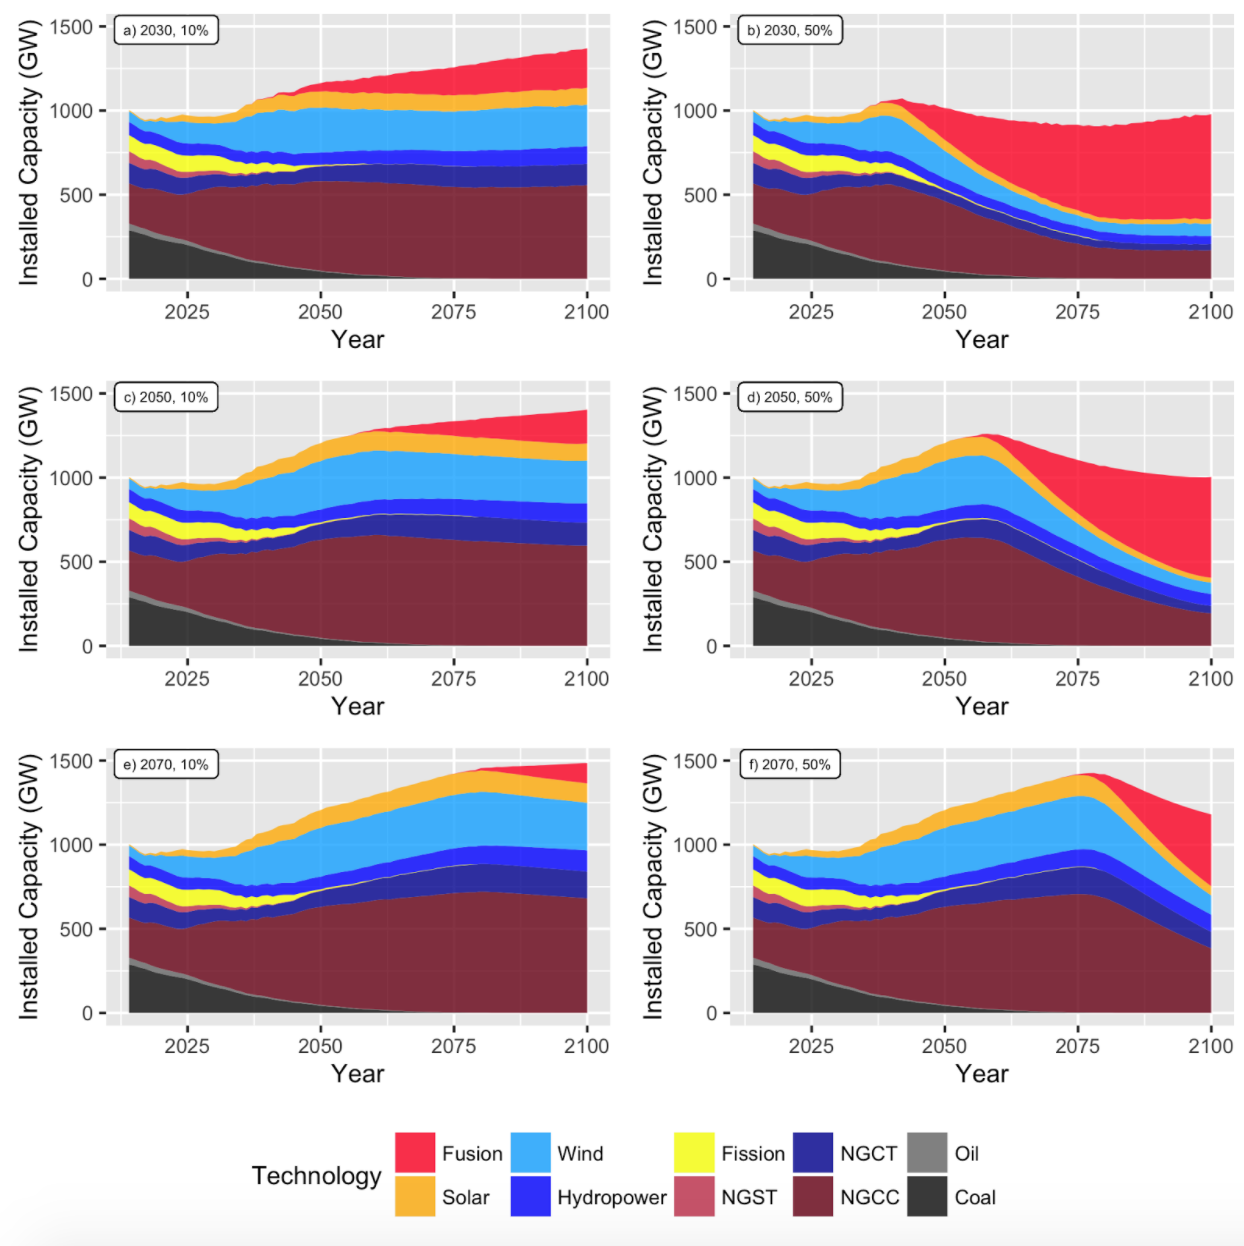 a) 2030, 10%
Installed Capacity (GW)
1500
1000
500
0
2025 2050 2075 2100
Year
b) 2030, 50%
Installed Capacity (GW)
1500
1000
500
0
2025 2050 2075 2100
Year
c) 2050, 10%
Installed Capacity (GW)
1500
1000
500
0
2025 2050 2075 2100
Year
d) 2050, 50%
Installed Capacity (GW)
1500
1000
500
0
2025 2050 2075 2100
Year
e) 2070, 10%
Installed Capacity (GW)
1500
1000
500
0
2025 2050 2075 2100
Year
f) 2070, 50%
Installed Capacity (GW)
1500
1000
500
0
2025 2050 2075 2100
Year
Technology
Fusion Wind Fission NGCT Oil
Solar Hydropower NGST NGCC Coal